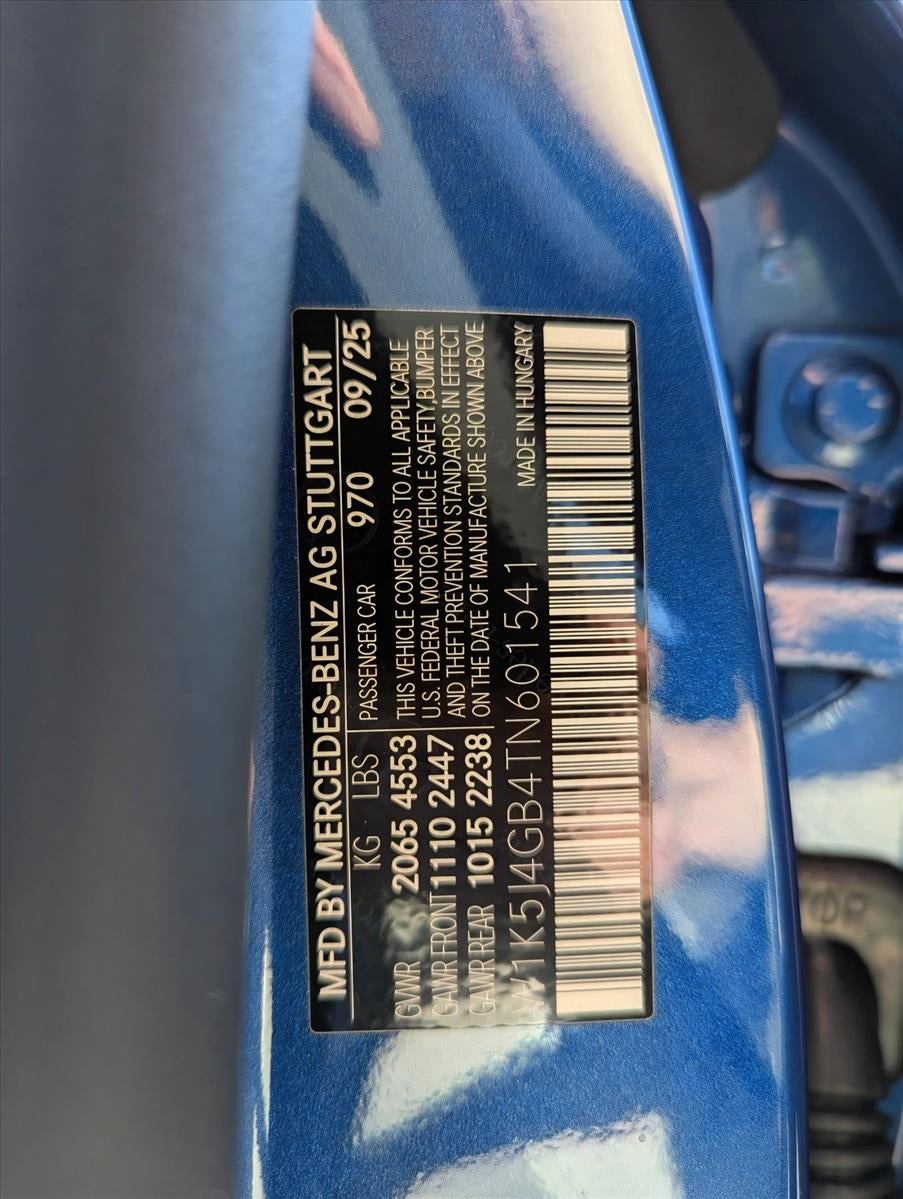 MFD BY MERCEDES-BENZ AG STUTTGART
KG LBS PASSENGER CAR 970 09/25
GVWR 2065 4553 THIS VEHICLE CONFORMS TO ALL APPLICABLE
U.S. FEDERAL MOTOR VEHICLE SAFETY,BUMPER
GAWR FRONT 1110 2447 AND THEFT PREVENTION STANDARDS IN EFFECT
GAWR REAR 1015 2238 ON THE DATE OF MANUFACTURE SHOWN ABOVE
W1K5J4GB4TN601541 MADE IN HUNGARY